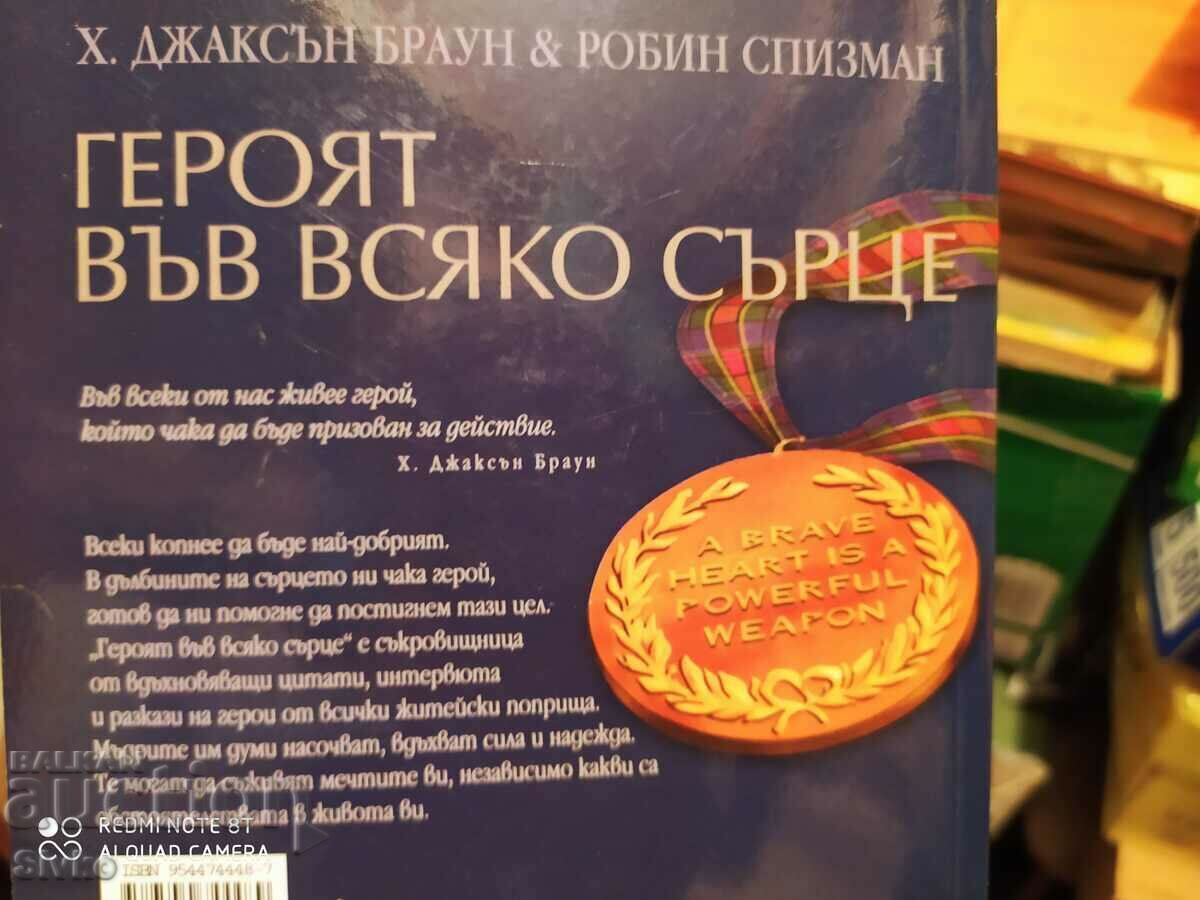 Х. ДЖАКСЪН БРАУН & РОБИН СПИЗМАН
ГЕРОЯТ
ВЪВ ВСЯКО СЪРЦЕ
Във всеки от нас живее герой,
който чака да бъде призован за действие.
Х. Джаксън Браун
Всеки копнее да бъде най-добрият.
В дълбините на сърцето ни чака герой,
готов да ни помогне да постигнем тази цел.
„Героят във всяко сърце“ е съкровищница
от вдъхновяващи цитати, интервюта
и разкази на герои от всички житейски поприща.
Мъдрите им думи насочват, вдъхват сила и надежда.
Те могат да съживят мечтите ви, независимо какви са
обстоятелствата в живота ви.
A BRAVE
HEART IS A
POWERFUL
WEAPON
BALKAN
auction
Sivko
REDMI NOTE 8T
AI QUAD CAMERA
ISBN 954474448-7